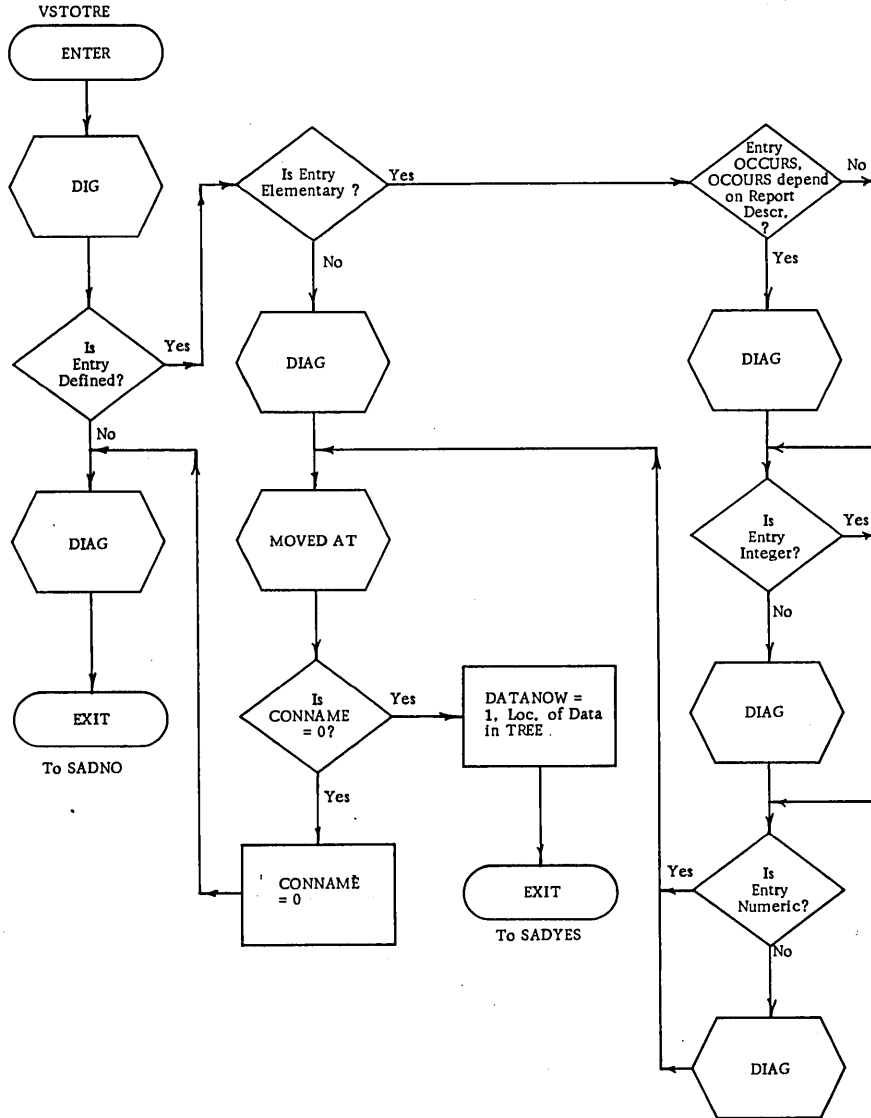 VSTOTRE
ENTER
DIG
Is
Entry
Defined?
Yes
No
DIAG
EXIT
To SADNO
Is Entry
Elementary ?
Yes
No
DIAG
MOVED AT
Is
CONNAME
= 0?
Yes
Yes
CONNAME
= 0
DATANOW =
1, Loc. of Data
in TREE
EXIT
To SADYES
Entry
OCCURS,
OCOURS depend
on Report
Descr.
?
No
Yes
DIAG
Is
Entry
Integer?
Yes
No
DIAG
Is
Entry
Numeric?
Yes
No
DIAG